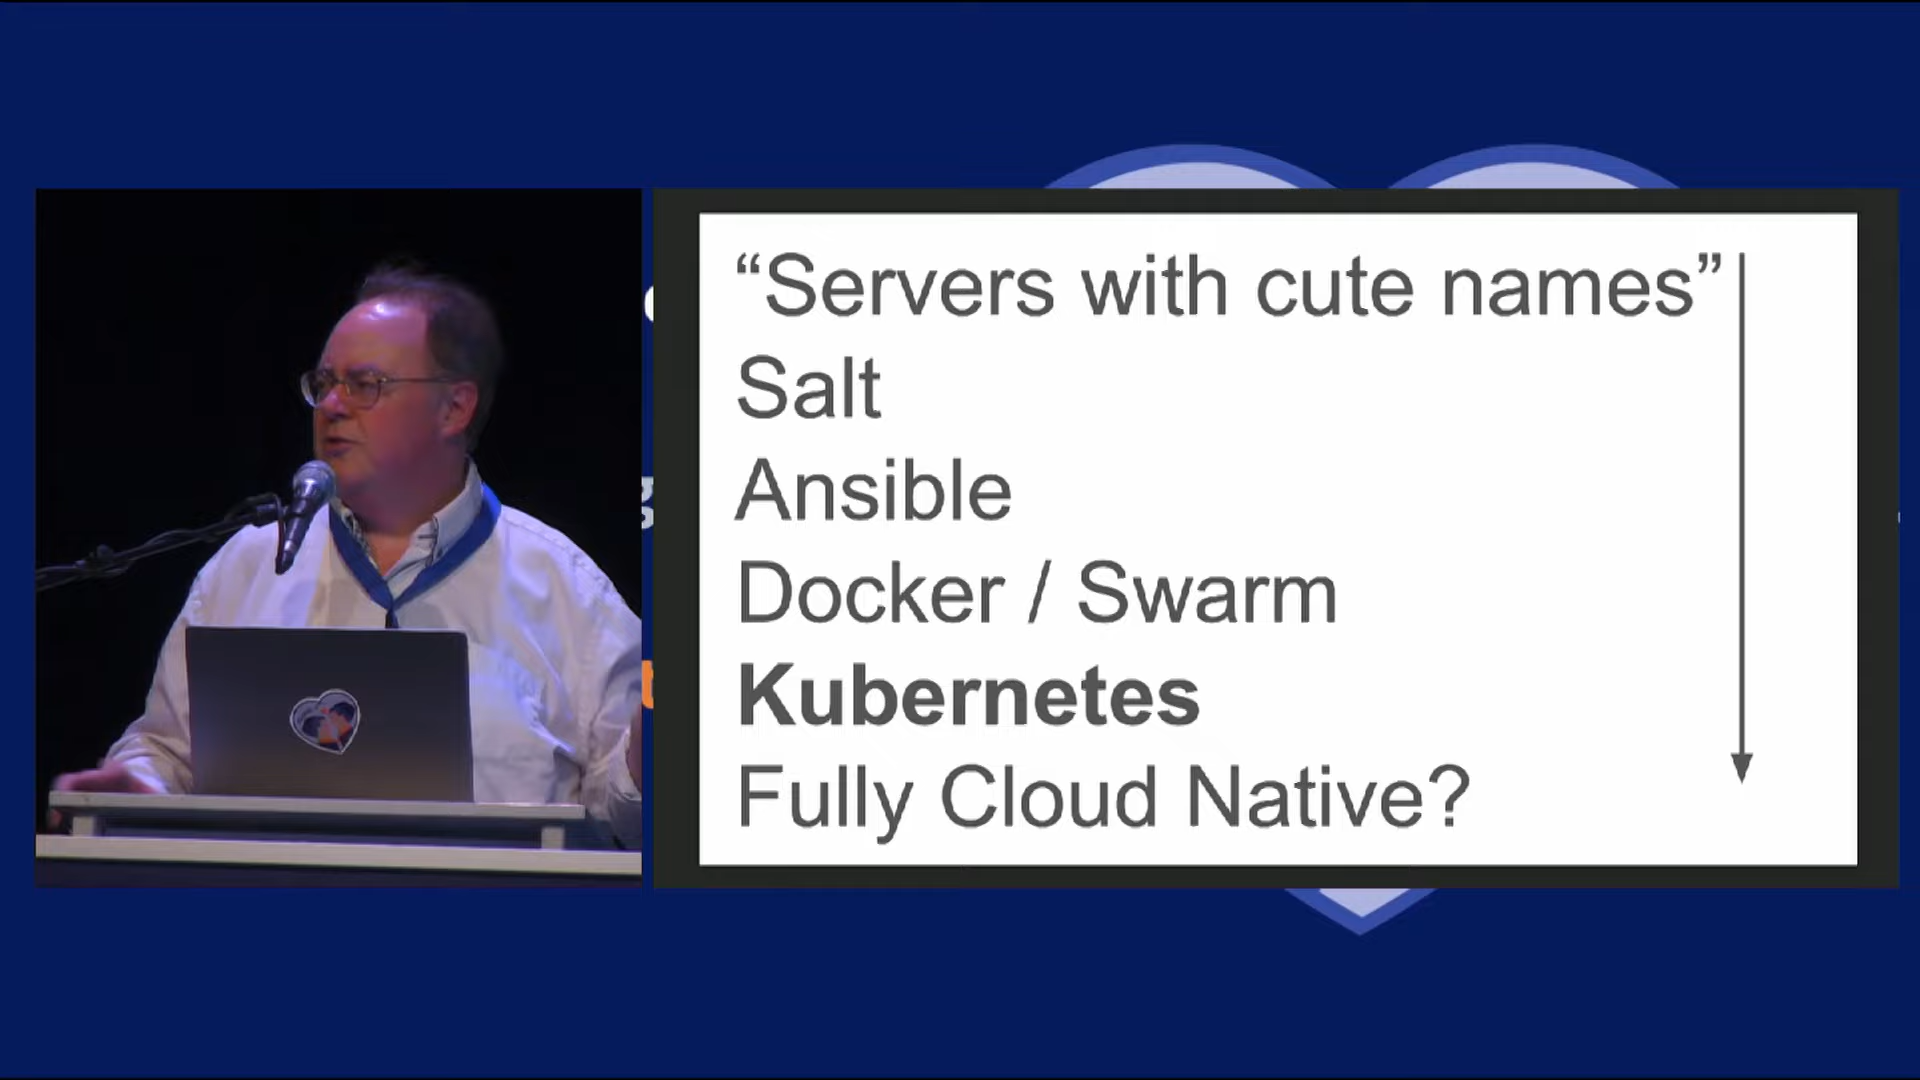 “Servers with cute names”
Salt
Ansible
Docker / Swarm
Kubernetes
Fully Cloud Native?